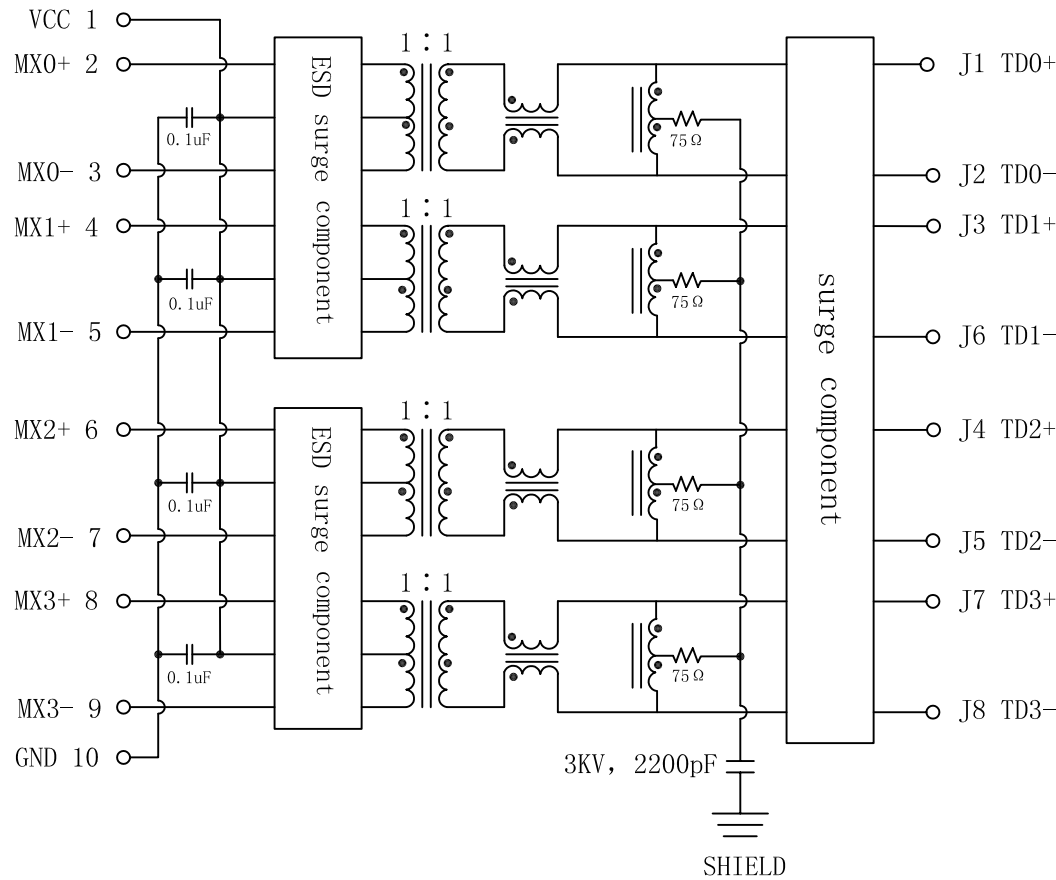 VCC 1
MX0+ 2
MX0- 3
MX1+ 4
MX1- 5
MX2+ 6
MX2- 7
MX3+ 8
MX3- 9
GND 10
0.1uF
0.1uF
0.1uF
0.1uF
ESD surge component
ESD surge component
1:1
1:1
1:1
1:1
75Ω
75Ω
75Ω
75Ω
3KV, 2200pF
SHIELD
surge component
J1 TD0+
J2 TD0-
J3 TD1+
J6 TD1-
J4 TD2+
J5 TD2-
J7 TD3+
J8 TD3-